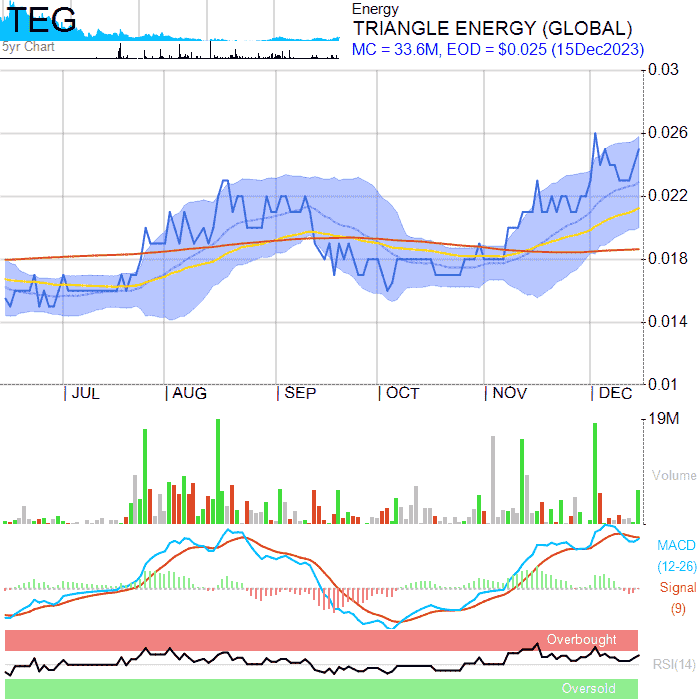 TEG
5yr Chart
Energy
TRIANGLE ENERGY (GLOBAL)
MC = 33.6M, EOD = $0.025 (15Dec2023)
0.03
0.026
0.022
0.018
0.014
0.01
JUL AUG SEP OCT NOV DEC
19M
Volume
MACD
(12-26)
Signal
(9)
Overbought
RSI(14)
Oversold